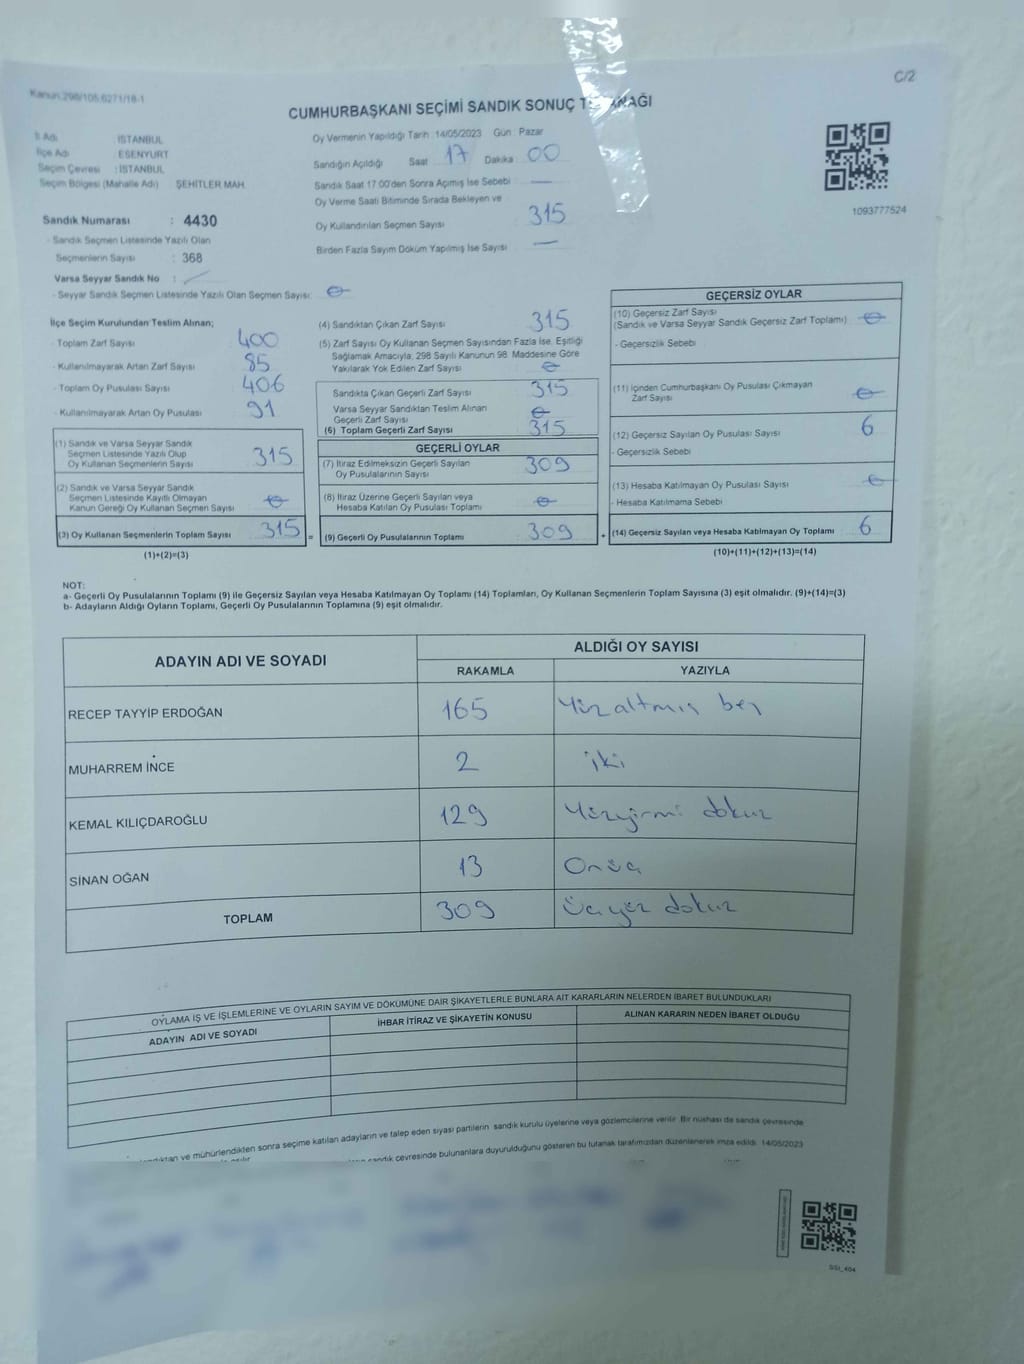 C/2
Kanun:298/105,6271/18-1
CUMHURBAŞKANI SEÇİMİ SANDIK SONUÇ TUTANAĞI
İl Adı : İSTANBUL
İlçe Adı : ESENYURT
Seçim Çevresi : İSTANBUL
Seçim Bölgesi (Mahalle Adı) ŞEHİTLER MAH.
Sandık Numarası : 4430
- Sandık Seçmen Listesinde Yazılı Olan
Seçmenlerin Sayısı : 368
Varsa Seyyar Sandık No :
- Seyyar Sandık Seçmen Listesinde Yazılı Olan Seçmen Sayısı: 0
Oy Vermenin Yapıldığı Tarih : 14/05/2023 Gün : Pazar
Sandığın Açıldığı Saat : 17 Dakika : 00
Sandık Saat 17:00'den Sonra Açımış İse Sebebi : —
Oy Verme Saati Bitiminde Sırada Bekleyen ve
Oy Kullandırılan Seçmen Sayısı : 315
Birden Fazla Sayım Döküm Yapılmış İse Sayısı : —
1093777524
İlçe Seçim Kurulundan Teslim Alınan;
- Toplam Zarf Sayısı : 400
- Kullanılmayarak Artan Zarf Sayısı : 85
- Toplam Oy Pusulası Sayısı : 406
- Kullanılmayarak Artan Oy Pusulası : 91
(1) Sandık ve Varsa Seyyar Sandık
Seçmen Listesinde Yazılı Olup
Oy Kullanan Seçmenlerin Sayısı : 315
(2) Sandık ve Varsa Seyyar Sandık
Seçmen Listesinde Kayıtlı Olmayan
Kanun Gereği Oy Kullanan Seçmen Sayısı : 0
(3) Oy Kullanan Seçmenlerin Toplam Sayısı : 315
(1)+(2)=(3)
(4) Sandıktan Çıkan Zarf Sayısı : 315
(5) Zarf Sayısı Oy Kullanan Seçmen Sayısından Fazla İse, Eşitliği
Sağlamak Amacıyla, 298 Sayılı Kanunun 98. Maddesine Göre
Yakılarak Yok Edilen Zarf Sayısı : 0
Sandıkta Çıkan Geçerli Zarf Sayısı : 315
Varsa Seyyar Sandıktan Teslim Alınan
Geçerli Zarf Sayısı : 0
(6) Toplam Geçerli Zarf Sayısı : 315
GEÇERLİ OYLAR
(7) İtiraz Edilmeksizin Geçerli Sayılan
Oy Pusulalarının Sayısı : 309
(8) İtiraz Üzerine Geçerli Sayılan veya
Hesaba Katılan Oy Pusulası Toplamı : 0
= (9) Geçerli Oy Pusulalarının Toplamı : 309
GEÇERSİZ OYLAR
(10) Geçersiz Zarf Sayısı
(Sandık ve Varsa Seyyar Sandık Geçersiz Zarf Toplamı) : 0
- Geçersizlik Sebebi
(11) İçinden Cumhurbaşkanı Oy Pusulası Çıkmayan
Zarf Sayısı : 0
(12) Geçersiz Sayılan Oy Pusulası Sayısı : 6
- Geçersizlik Sebebi
(13) Hesaba Katılmayan Oy Pusulası Sayısı : 0
- Hesaba Katılmama Sebebi
+ (14) Geçersiz Sayılan veya Hesaba Katılmayan Oy Toplamı : 6
(10)+(11)+(12)+(13)=(14)
NOT:
a- Geçerli Oy Pusulalarının Toplamı (9) ile Geçersiz Sayılan veya Hesaba Katılmayan Oy Toplamı (14) Toplamları, Oy Kullanan Seçmenlerin Toplam Sayısına (3) eşit olmalıdır. (9)+(14)=(3)
b- Adayların Aldığı Oyların Toplamı, Geçerli Oy Pusulalarının Toplamına (9) eşit olmalıdır.
ADAYIN ADI VE SOYADI ALDIĞI OY SAYISI
RAKAMLA YAZIYLA
RECEP TAYYİP ERDOĞAN 165 Yüzaltmış beş
MUHARREM İNCE 2 iki
KEMAL KILIÇDAROĞLU 129 Yüzyirmi dokuz
SİNAN OĞAN 13 Onüç
TOPLAM 309 Üçyüz dokuz
OYLAMA İŞ VE İŞLEMLERİNE VE OYLARIN SAYIM VE DÖKÜMÜNE DAİR ŞİKAYETLERLE BUNLARA AİT KARARLARIN NELERDEN İBARET BULUNDUKLARI
ADAYIN ADI VE SOYADI İHBAR İTİRAZ VE ŞİKAYETİN KONUSU ALINAN KARARIN NEDEN İBARET OLDUĞU
ve mühürlendikten sonra seçime katılan adayların ve talep eden siyasi partilerin sandık kurulu üyelerine veya gözlemcilerine verilir. Bir nüshası da sandık çevresinde
sandık çevresinde bulunanlara duyurulduğunu gösteren bu tutanak tarafımızdan düzenlenerek imza edildi. 14/05/2023
SSI_404